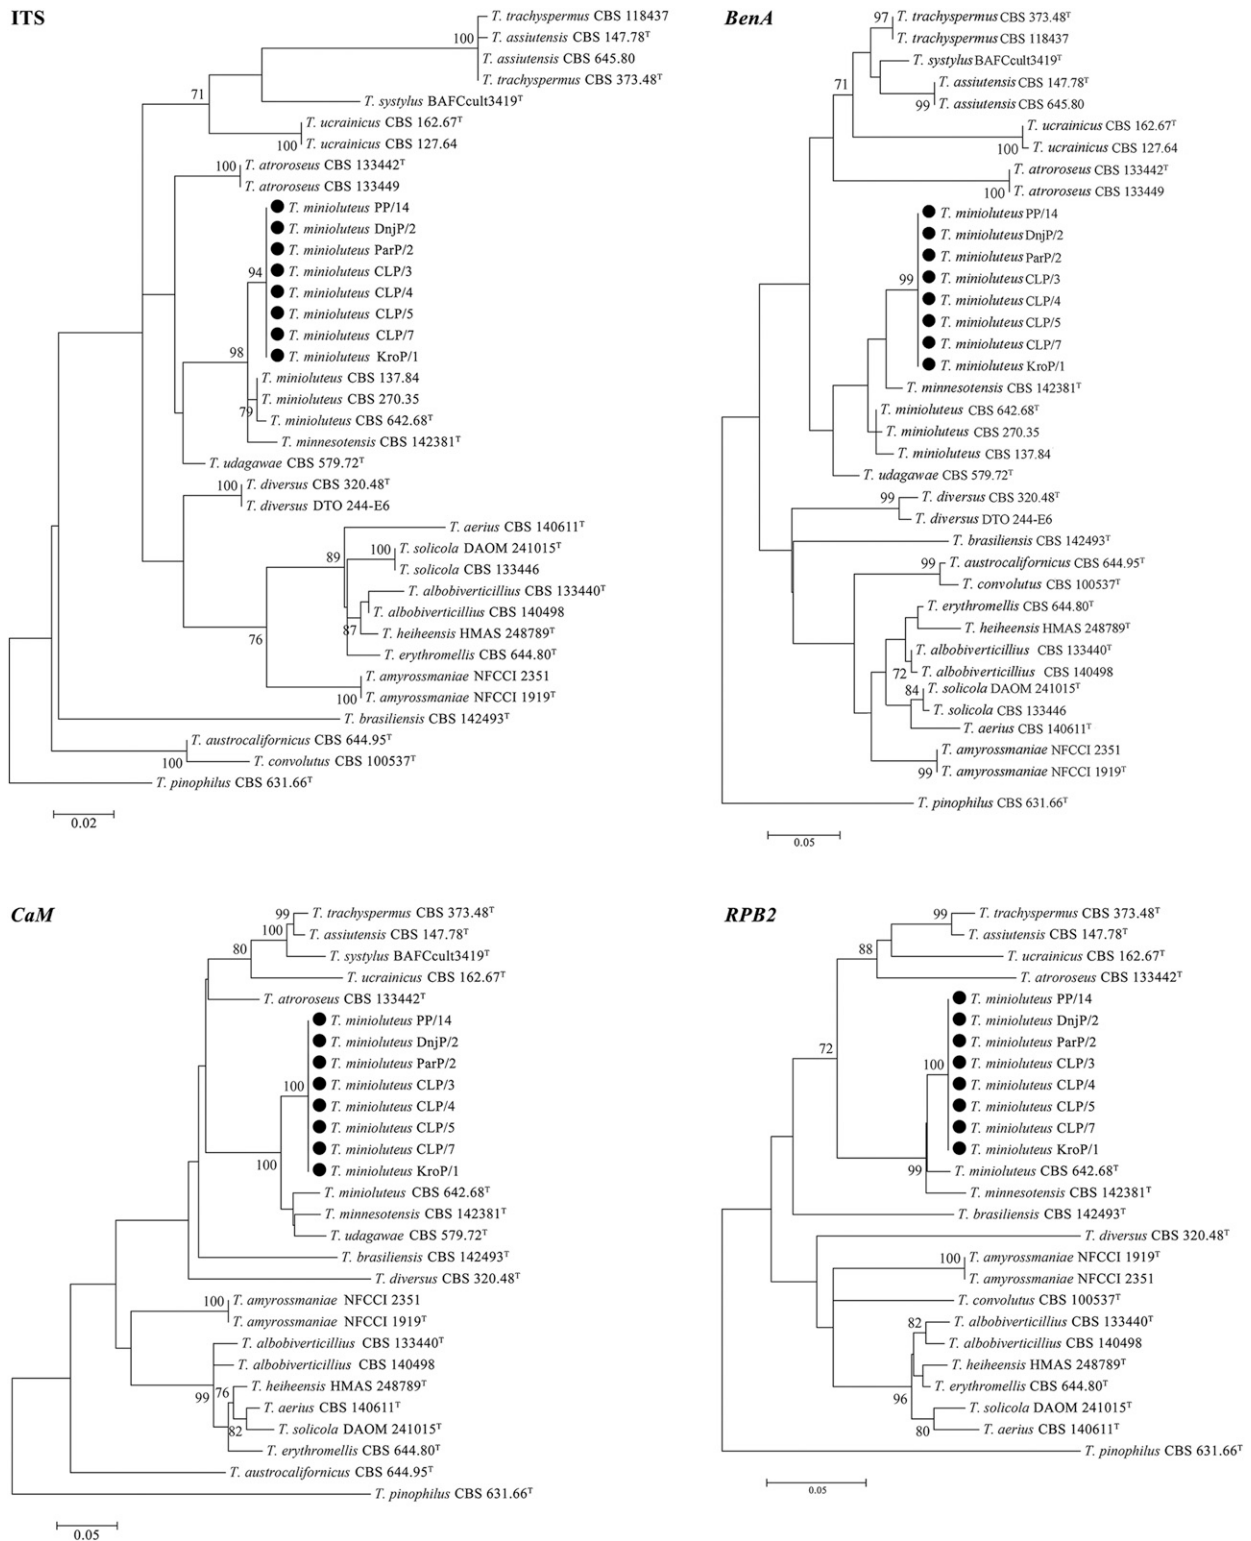 ITS
T. trachyspermus CBS 118437
T. assiutensis CBS 147.78ᵀ
100
T. assiutensis CBS 645.80
T. trachyspermus CBS 373.48ᵀ
71
T. systylus BAFCcult3419ᵀ
T. ucrainicus CBS 162.67ᵀ
100
T. ucrainicus CBS 127.64
100
T. atroroseus CBS 133442ᵀ
T. atroroseus CBS 133449
T. minioluteus PP/14
T. minioluteus DnjP/2
T. minioluteus ParP/2
94
T. minioluteus CLP/3
T. minioluteus CLP/4
T. minioluteus CLP/5
T. minioluteus CLP/7
98
T. minioluteus KroP/1
T. minioluteus CBS 137.84
T. minioluteus CBS 270.35
79
T. minioluteus CBS 642.68ᵀ
T. minnesotensis CBS 142381ᵀ
T. udagawae CBS 579.72ᵀ
100
T. diversus CBS 320.48ᵀ
T. diversus DTO 244-E6
T. aerius CBS 140611ᵀ
89
100
T. solicola DAOM 241015ᵀ
T. solicola CBS 133446
T. albobiverticillius CBS 133440ᵀ
T. albobiverticillius CBS 140498
87
T. heiheensis HMAS 248789ᵀ
76
T. erythromellis CBS 644.80ᵀ
T. amyrossmaniae NFCCI 2351
100
T. amyrossmaniae NFCCI 1919ᵀ
T. brasiliensis CBS 142493ᵀ
T. austrocalifornicus CBS 644.95ᵀ
100
T. convolutus CBS 100537ᵀ
T. pinophilus CBS 631.66ᵀ
0.02
BenA
97
T. trachyspermus CBS 373.48ᵀ
T. trachyspermus CBS 118437
T. systylus BAFCcult3419ᵀ
71
T. assiutensis CBS 147.78ᵀ
99
T. assiutensis CBS 645.80
T. ucrainicus CBS 162.67ᵀ
100
T. ucrainicus CBS 127.64
T. atroroseus CBS 133442ᵀ
100
T. atroroseus CBS 133449
T. minioluteus PP/14
T. minioluteus DnjP/2
T. minioluteus ParP/2
99
T. minioluteus CLP/3
T. minioluteus CLP/4
T. minioluteus CLP/5
T. minioluteus CLP/7
T. minioluteus KroP/1
T. minnesotensis CBS 142381ᵀ
T. minioluteus CBS 642.68ᵀ
T. minioluteus CBS 270.35
T. minioluteus CBS 137.84
T. udagawae CBS 579.72ᵀ
99
T. diversus CBS 320.48ᵀ
T. diversus DTO 244-E6
T. brasiliensis CBS 142493ᵀ
99
T. austrocalifornicus CBS 644.95ᵀ
T. convolutus CBS 100537ᵀ
T. erythromellis CBS 644.80ᵀ
T. heiheensis HMAS 248789ᵀ
T. albobiverticillius CBS 133440ᵀ
72
T. albobiverticillius CBS 140498
84
T. solicola DAOM 241015ᵀ
T. solicola CBS 133446
T. aerius CBS 140611ᵀ
T. amyrossmaniae NFCCI 2351
99
T. amyrossmaniae NFCCI 1919ᵀ
T. pinophilus CBS 631.66ᵀ
0.05
CaM
99
T. trachyspermus CBS 373.48ᵀ
100
T. assiutensis CBS 147.78ᵀ
80
T. systylus BAFCcult3419ᵀ
T. ucrainicus CBS 162.67ᵀ
T. atroroseus CBS 133442ᵀ
T. minioluteus PP/14
T. minioluteus DnjP/2
T. minioluteus ParP/2
100
T. minioluteus CLP/3
T. minioluteus CLP/4
T. minioluteus CLP/5
T. minioluteus CLP/7
100
T. minioluteus KroP/1
T. minioluteus CBS 642.68ᵀ
T. minnesotensis CBS 142381ᵀ
T. udagawae CBS 579.72ᵀ
T. brasiliensis CBS 142493ᵀ
T. diversus CBS 320.48ᵀ
100
T. amyrossmaniae NFCCI 2351
T. amyrossmaniae NFCCI 1919ᵀ
T. albobiverticillius CBS 133440ᵀ
T. albobiverticillius CBS 140498
99
76
T. heiheensis HMAS 248789ᵀ
T. aerius CBS 140611ᵀ
82
T. solicola DAOM 241015ᵀ
T. erythromellis CBS 644.80ᵀ
T. austrocalifornicus CBS 644.95ᵀ
T. pinophilus CBS 631.66ᵀ
0.05
RPB2
99
T. trachyspermus CBS 373.48ᵀ
T. assiutensis CBS 147.78ᵀ
88
T. ucrainicus CBS 162.67ᵀ
T. atroroseus CBS 133442ᵀ
T. minioluteus PP/14
T. minioluteus DnjP/2
72
T. minioluteus ParP/2
100
T. minioluteus CLP/3
T. minioluteus CLP/4
T. minioluteus CLP/5
T. minioluteus CLP/7
T. minioluteus KroP/1
99
T. minioluteus CBS 642.68ᵀ
T. minnesotensis CBS 142381ᵀ
T. brasiliensis CBS 142493ᵀ
T. diversus CBS 320.48ᵀ
100
T. amyrossmaniae NFCCI 1919ᵀ
T. amyrossmaniae NFCCI 2351
T. convolutus CBS 100537ᵀ
82
T. albobiverticillius CBS 133440ᵀ
T. albobiverticillius CBS 140498
T. heiheensis HMAS 248789ᵀ
96
T. erythromellis CBS 644.80ᵀ
T. solicola DAOM 241015ᵀ
80
T. aerius CBS 140611ᵀ
T. pinophilus CBS 631.66ᵀ
0.05